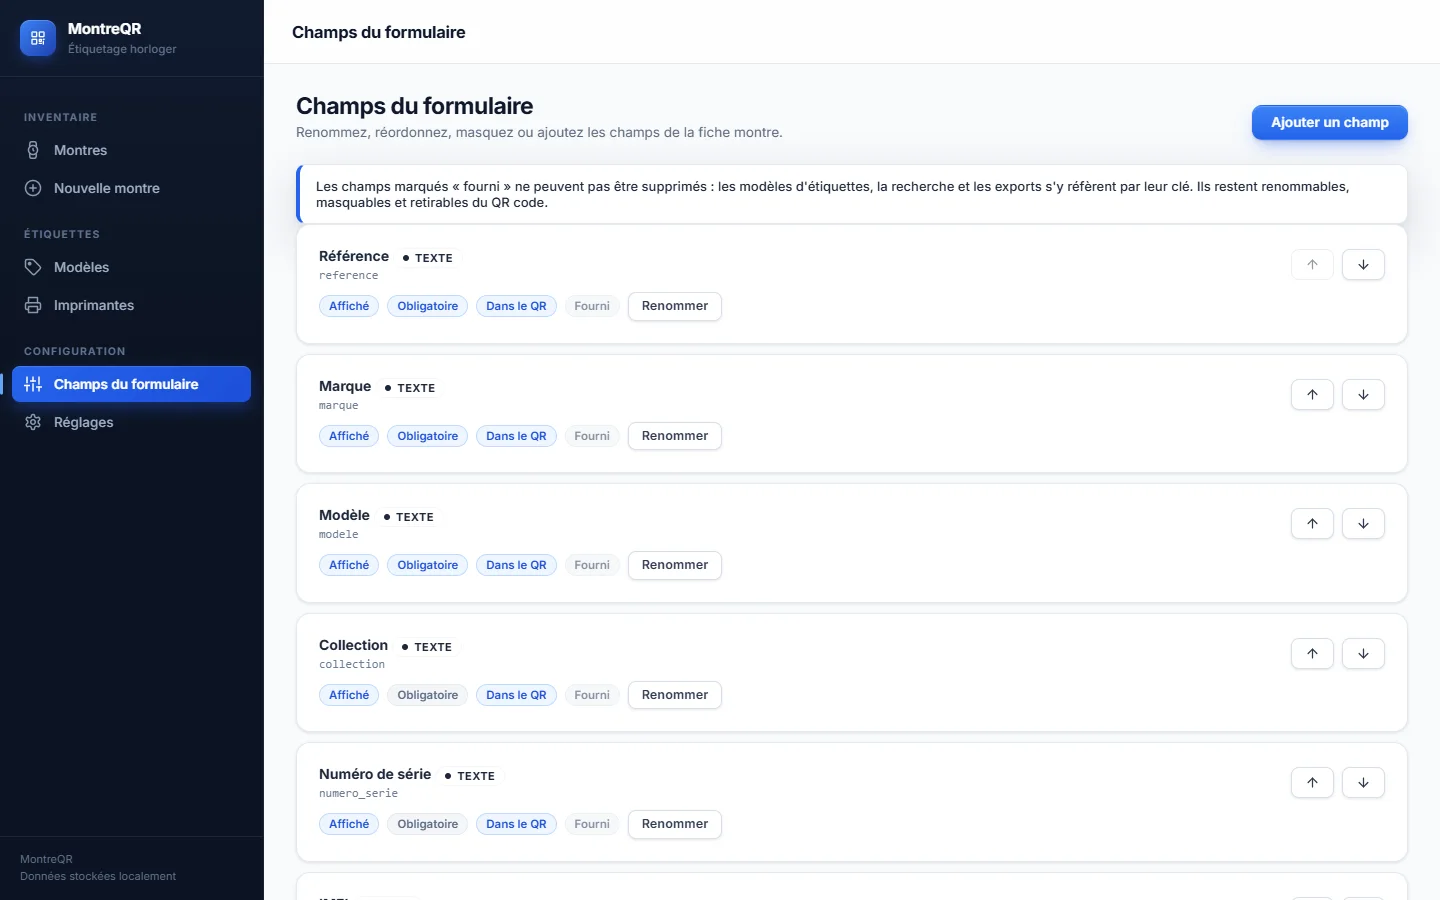 MontreQR
Étiquetage horloger
INVENTAIRE
Montres
Nouvelle montre
ÉTIQUETTES
Modèles
Imprimantes
CONFIGURATION
Champs du formulaire
Réglages
MontreQR
Données stockées localement
Champs du formulaire
Champs du formulaire
Renommez, réordonnez, masquez ou ajoutez les champs de la fiche montre.
Ajouter un champ
Les champs marqués « fourni » ne peuvent pas être supprimés : les modèles d'étiquettes, la recherche et les exports s'y réfèrent par leur clé. Ils restent renommables,
masquables et retirables du QR code.
Référence TEXTE
reference
Affiché Obligatoire Dans le QR Fourni Renommer
Marque TEXTE
marque
Affiché Obligatoire Dans le QR Fourni Renommer
Modèle TEXTE
modele
Affiché Obligatoire Dans le QR Fourni Renommer
Collection TEXTE
collection
Affiché Obligatoire Dans le QR Fourni Renommer
Numéro de série TEXTE
numero_serie
Affiché Obligatoire Dans le QR Fourni Renommer